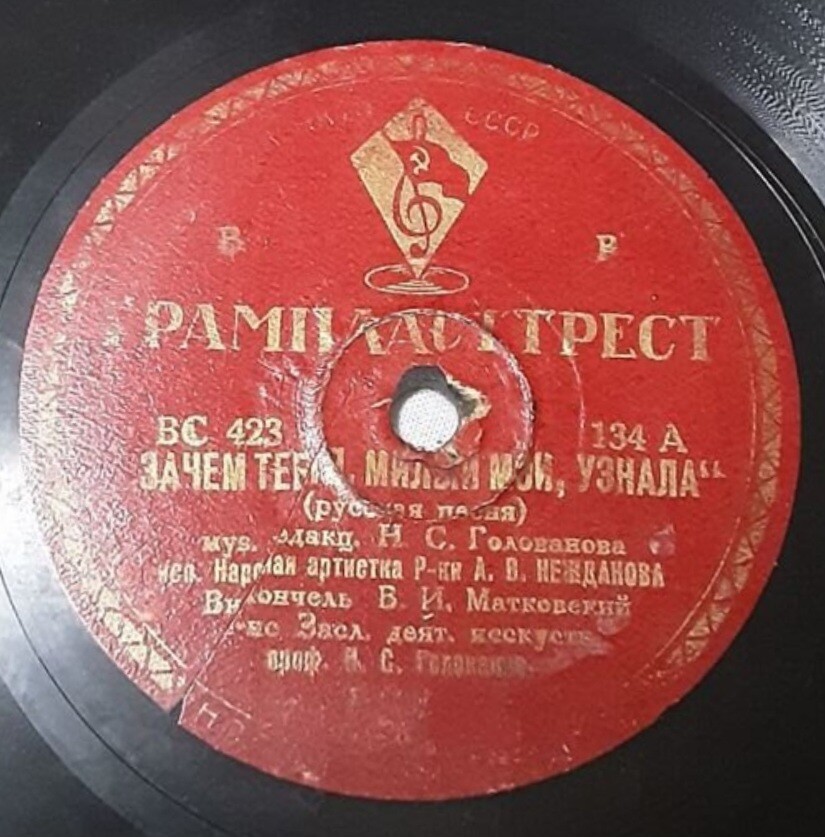 СССР
В Р
ГРАМПЛАСТТРЕСТ
ВС 423 134 А
ЗАЧЕМ ТЕБЯ, МИЛЫЙ МОЙ, УЗНАЛА“
(русская песня)
муз. редакц. Н. С. Голованова
исп. Народная артистка Р-ки А. В. НЕЖДАНОВА
Виолончель В. И. Матковский
Засл. деят. искусств
проф. Н. С. Голованов